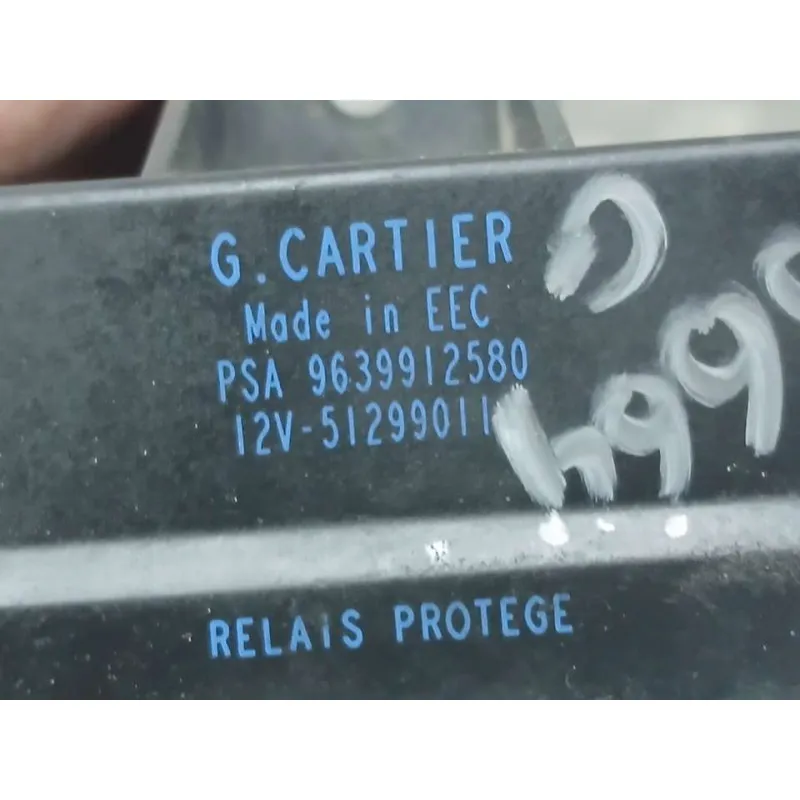 G.CARTIER
Made in EEC
PSA 9639912580
12V-51299011
RELAiS PROTEGE